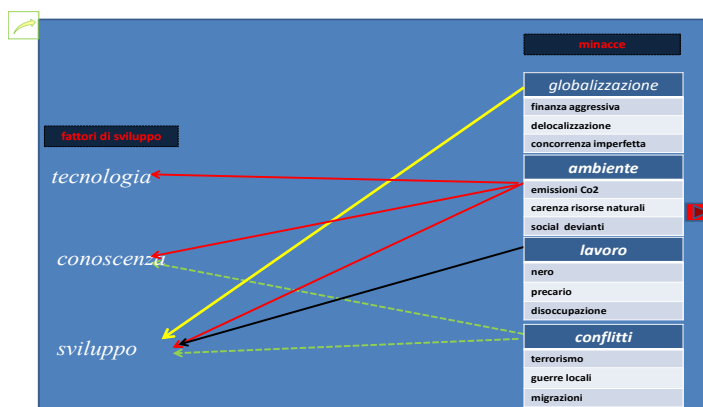 minacce
globalizzazione
finanza aggressiva
delocalizzazione
concorrenza imperfetta
fattori di sviluppo
tecnologia
ambiente
emissioni Co2
carenza risorse naturali
social devianti
conoscenza
lavoro
nero
precario
disoccupazione
sviluppo
conflitti
terrorismo
guerre locali
migrazioni